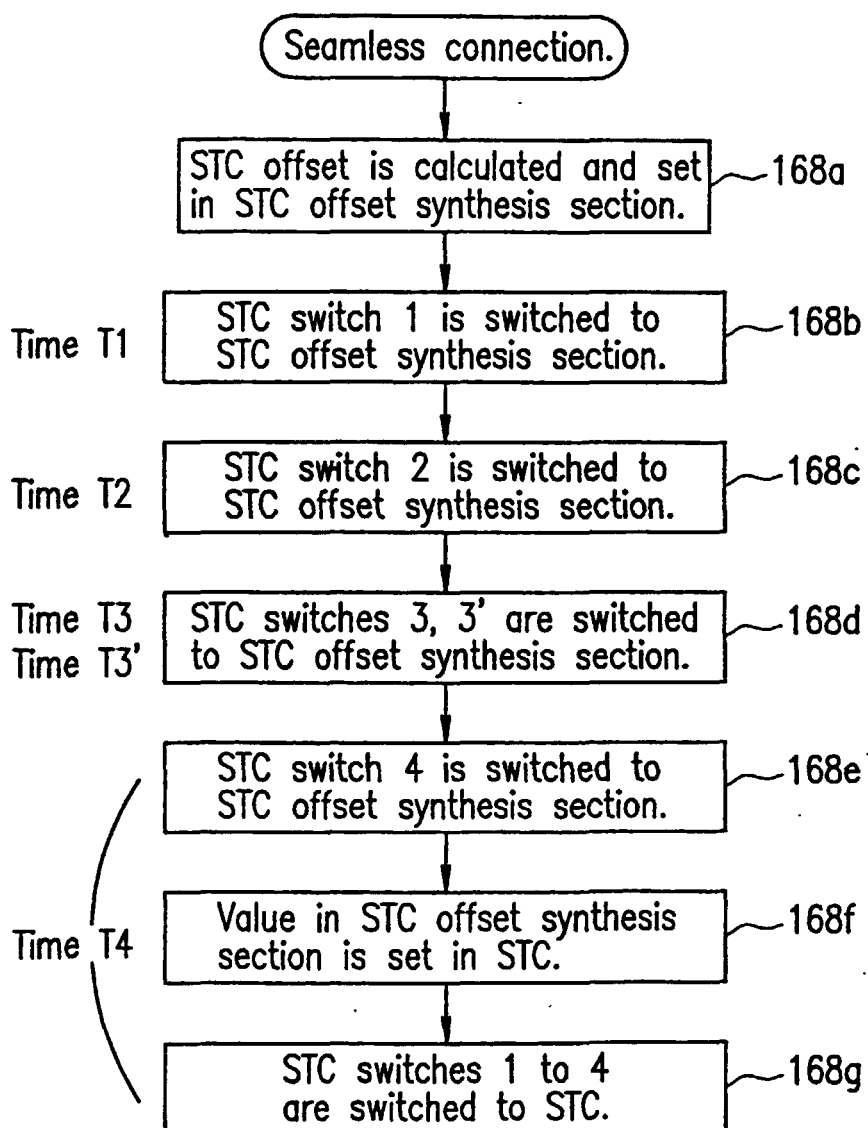 Seamless connection.
STC offset is calculated and set
in STC offset synthesis section.
168a
Time T1
STC switch 1 is switched to
STC offset synthesis section.
168b
Time T2
STC switch 2 is switched to
STC offset synthesis section.
168c
Time T3
Time T3'
STC switches 3, 3' are switched
to STC offset synthesis section.
168d
STC switch 4 is switched to
STC offset synthesis section.
168e
Time T4
Value in STC offset synthesis
section is set in STC.
168f
STC switches 1 to 4
are switched to STC.
168g